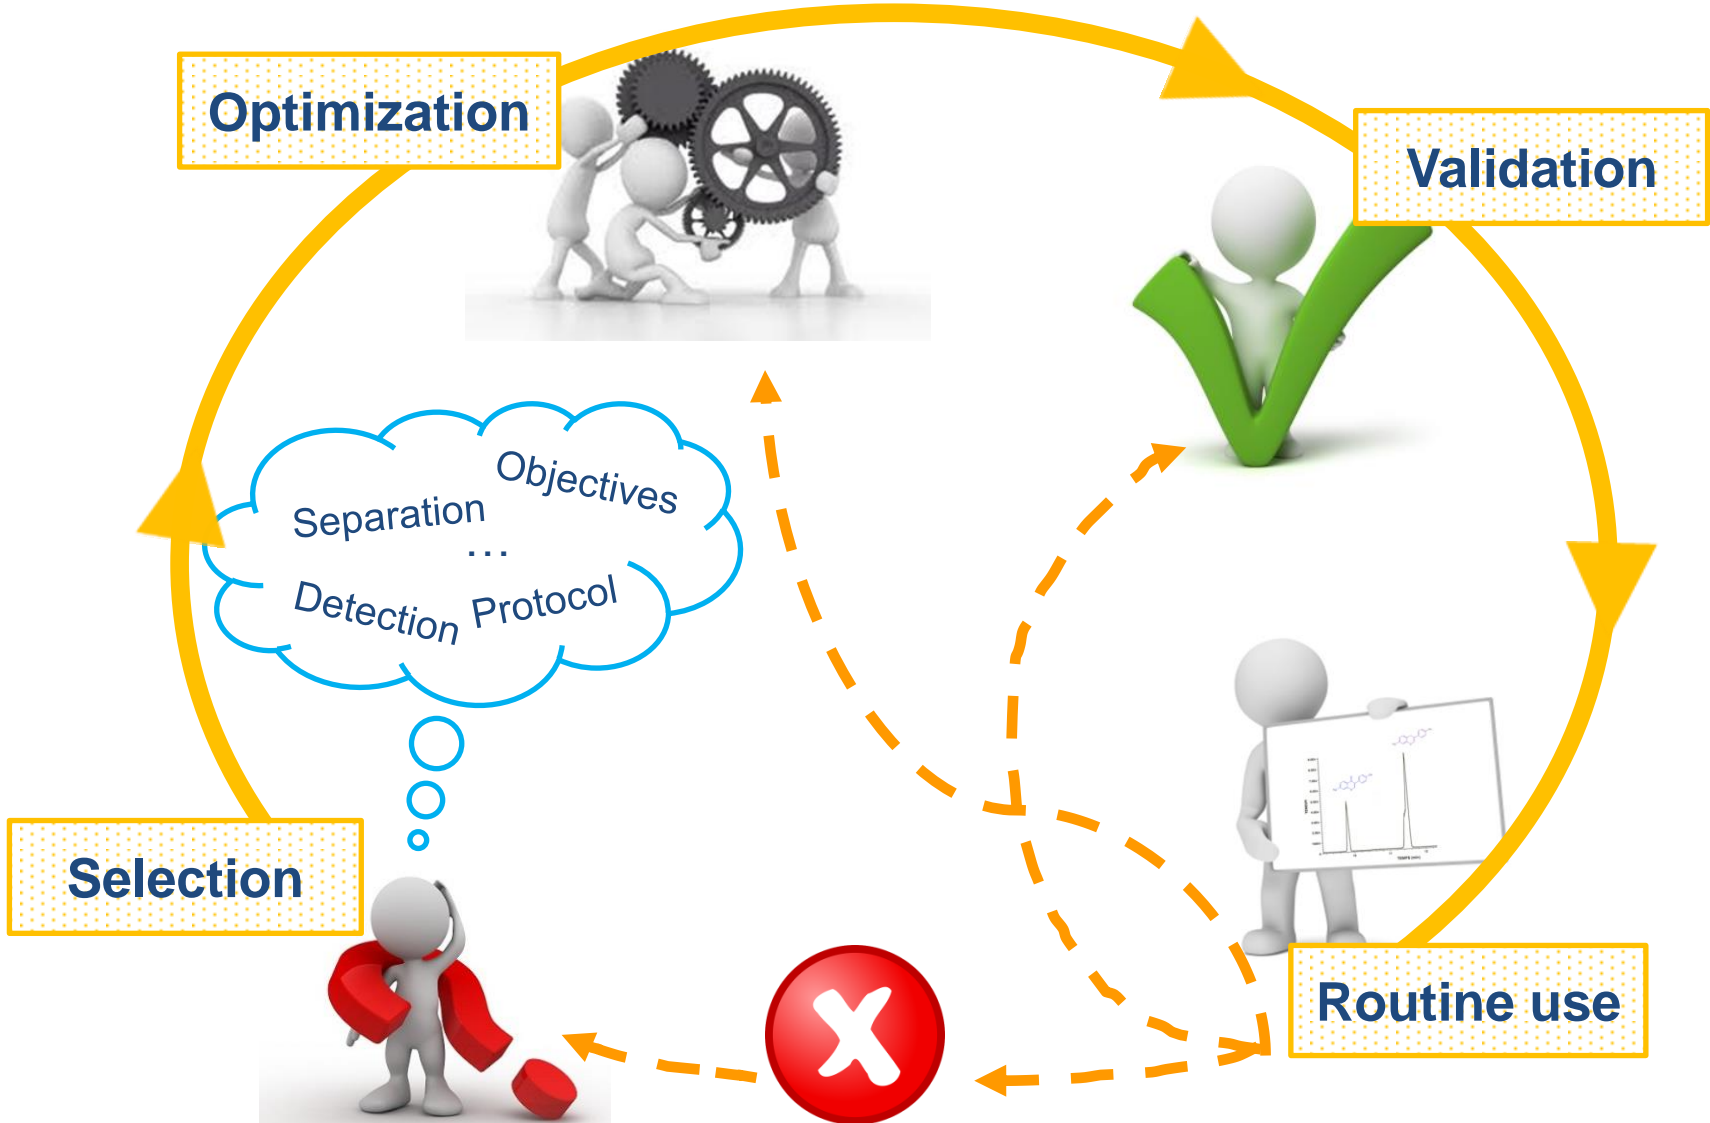 Optimization
Validation
Objectives
Separation
...
Detection
Protocol
Selection
Routine use